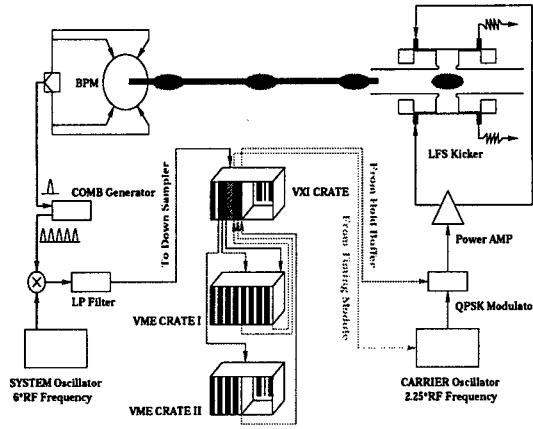 BPM
LFS Kicker
COMB Generator
To Down Sampler
VXI CRATE
From Hold Buffer
From Timing Module
Power AMP
LP Filter
QPSK Modulato
VME CRATE I
SYSTEM Oscillator
6*RF Frequency
VME CRATE II
CARRIER Oscillator
2.25*RF Frequency